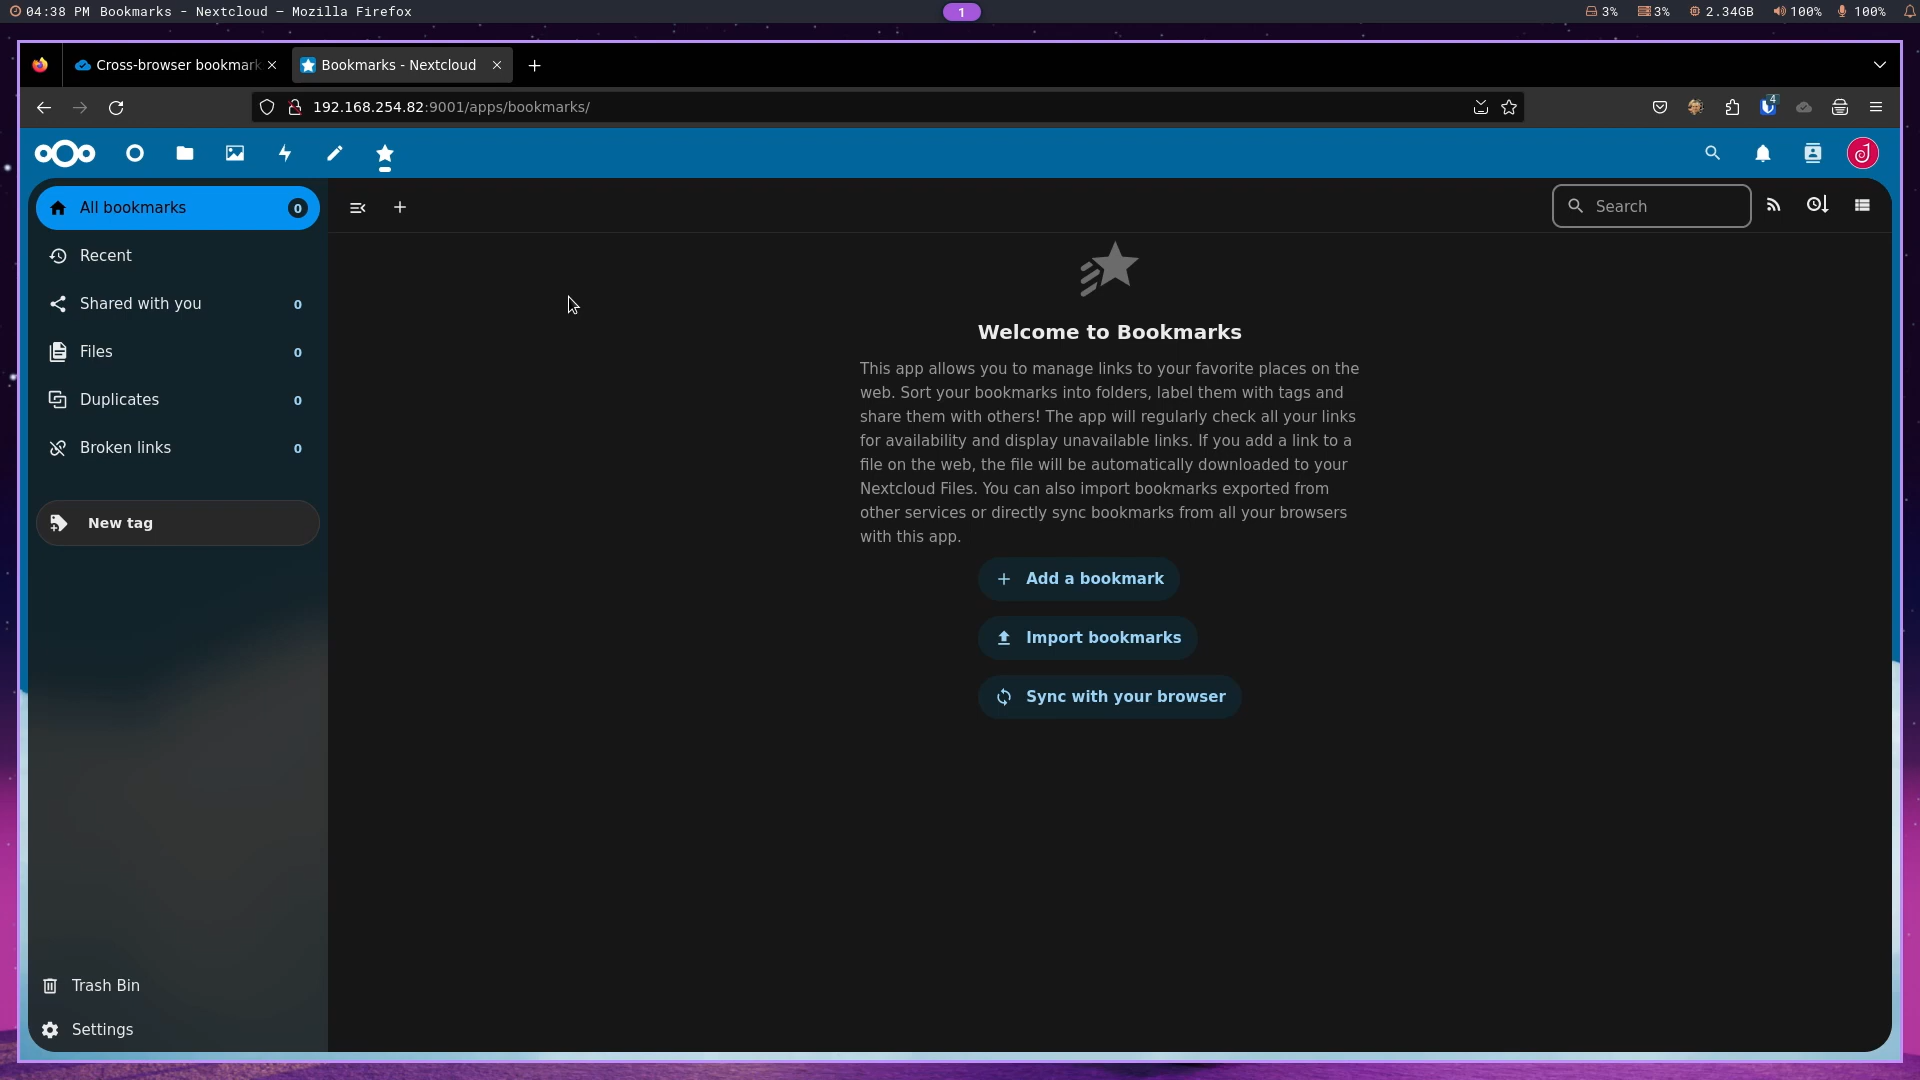 04:38 PM Bookmarks - Nextcloud — Mozilla Firefox
1
3%
3%
2.34GB
100%
100%
Cross-browser bookmark
Bookmarks - Nextcloud
192.168.254.82:9001/apps/bookmarks/
4
All bookmarks 0
Search
Recent
Shared with you 0
Files 0
Duplicates 0
Broken links 0
New tag
Welcome to Bookmarks
This app allows you to manage links to your favorite places on the
web. Sort your bookmarks into folders, label them with tags and
share them with others! The app will regularly check all your links
for availability and display unavailable links. If you add a link to a
file on the web, the file will be automatically downloaded to your
Nextcloud Files. You can also import bookmarks exported from
other services or directly sync bookmarks from all your browsers
with this app.
Add a bookmark
Import bookmarks
Sync with your browser
Trash Bin
Settings